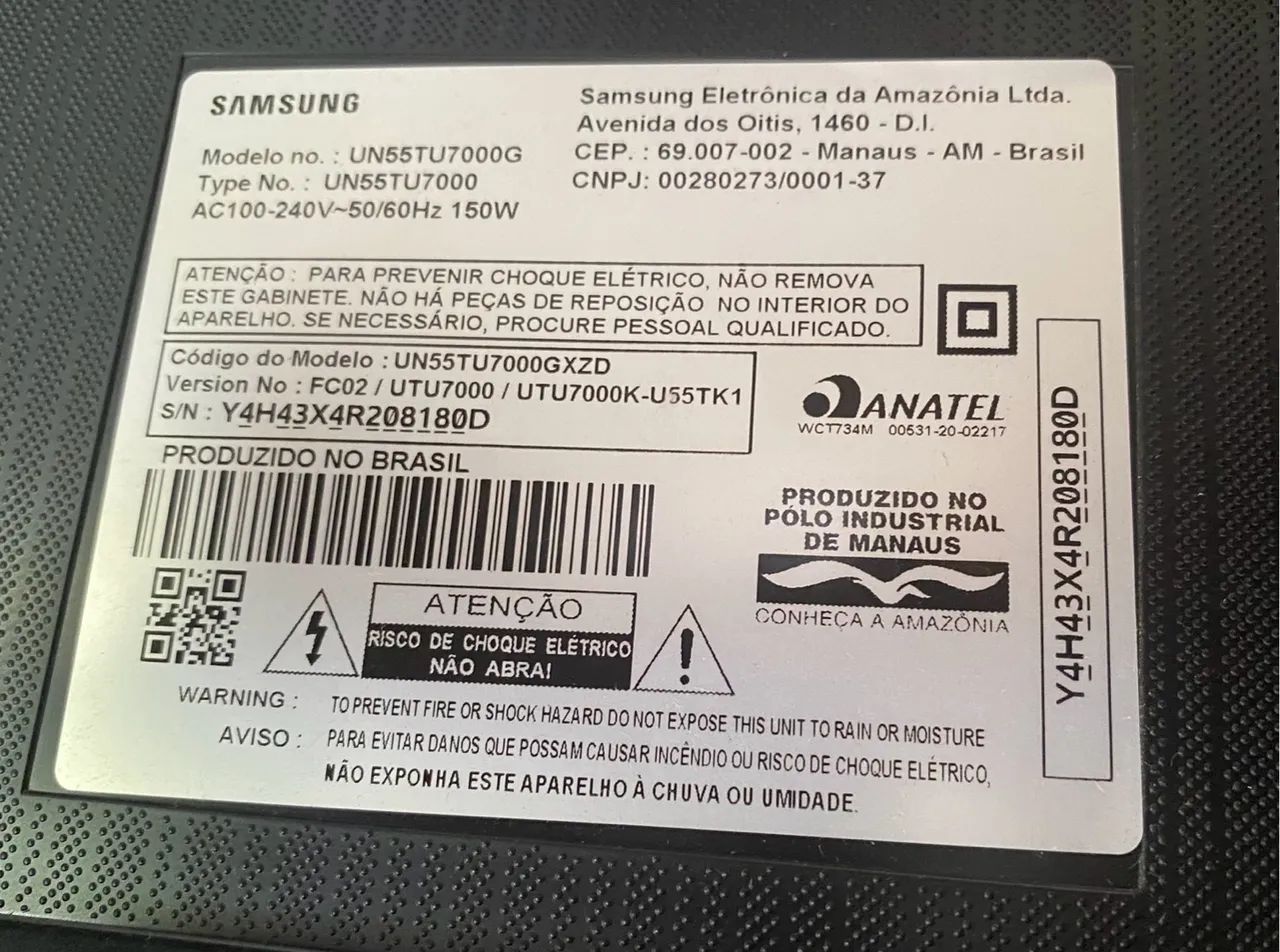 SAMSUNG
Modelo no. : UN55TU7000G
Type No. : UN55TU7000
AC100-240V~50/60Hz 150W
Samsung Eletrônica da Amazônia Ltda.
Avenida dos Oitis, 1460 - D.I.
CEP. : 69.007-002 - Manaus - AM - Brasil
CNPJ: 00280273/0001-37
ATENÇÃO : PARA PREVENIR CHOQUE ELÉTRICO, NÃO REMOVA
ESTE GABINETE. NÃO HÁ PEÇAS DE REPOSIÇÃO NO INTERIOR DO
APARELHO. SE NECESSÁRIO, PROCURE PESSOAL QUALIFICADO.
Código do Modelo : UN55TU7000GXZD
Version No : FC02 / UTU7000 / UTU7000K-U55TK1
S/N : Y4H43X4R208180D
ANATEL
WCT734M 00531-20-02217
PRODUZIDO NO BRASIL
PRODUZIDO NO
PÓLO INDUSTRIAL
DE MANAUS
CONHEÇA A AMAZÔNIA
Y4H43X4R208180D
ATENÇÃO
RISCO DE CHOQUE ELÉTRICO
NÃO ABRA!
WARNING : TO PREVENT FIRE OR SHOCK HAZARD DO NOT EXPOSE THIS UNIT TO RAIN OR MOISTURE
AVISO : PARA EVITAR DANOS QUE POSSAM CAUSAR INCÊNDIO OU RISCO DE CHOQUE ELÉTRICO,
NÃO EXPONHA ESTE APARELHO À CHUVA OU UMIDADE.